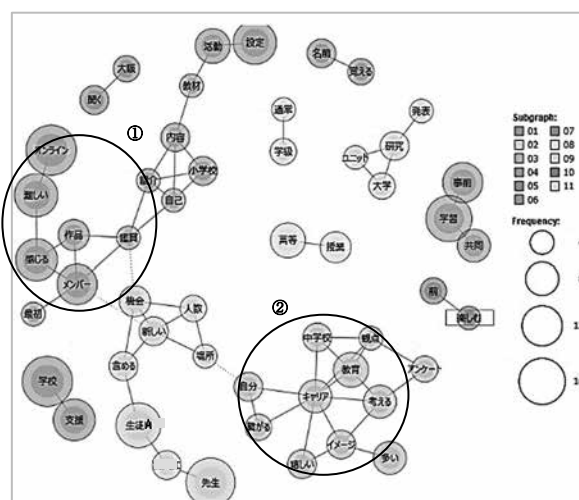 活動
設定
名前
覚える
大阪
聞く
教材
通常
学級
発表
研究
ユニット
大学
①
内容
紹介
小学校
自己
オンライン
難しい
作品
鑑賞
感じる
メンバー
最初
事前
学習
共同
高等
授業
前
楽しむ
機会
人数
新しい
場所
含める
②
中学校
観点
教育
アンケート
自分
キャリア
考える
繋がる
イメージ
嬉しい
多い
学校
支援
生徒A
先生
Subgraph:
01 07
02 08
03 09
04 10
05 11
06
Frequency: